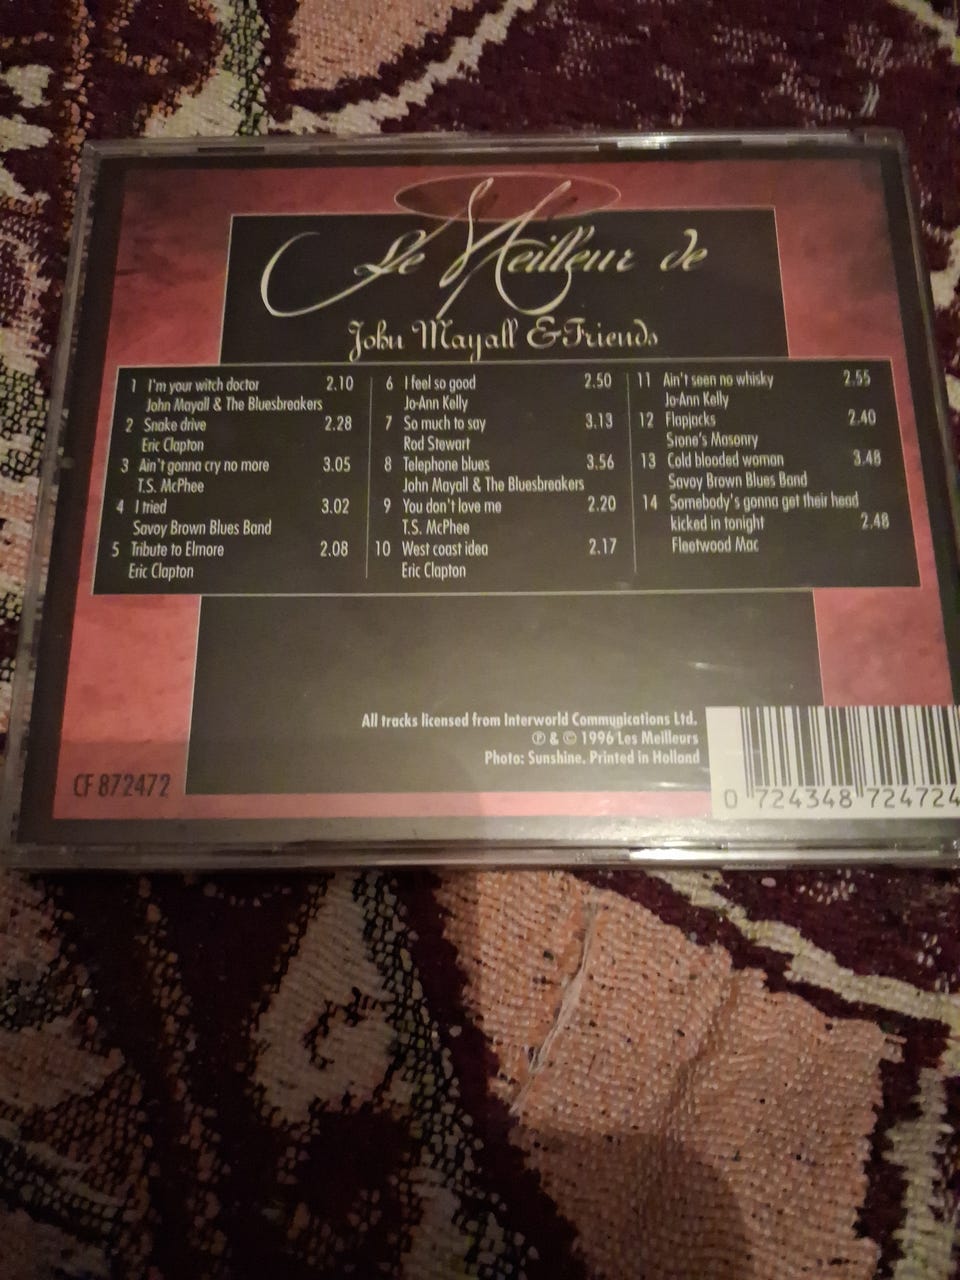 Le Meilleur de
John Mayall & Friends
1 I'm your witch doctor 2.10
John Mayall & The Bluesbreakers
2 Snake drive 2.28
Eric Clapton
3 Ain't gonna cry no more 3.05
T.S. McPhee
4 I tried 3.02
Savoy Brown Blues Band
5 Tribute to Elmore 2.08
Eric Clapton
6 I feel so good 2.50
Jo-Ann Kelly
7 So much to say 3.13
Rod Stewart
8 Telephone blues 3.56
John Mayall & The Bluesbreakers
9 You don't love me 2.20
T.S. McPhee
10 West coast idea 2.17
Eric Clapton
11 Ain't seen no whisky 2.55
Jo-Ann Kelly
12 Flapjacks 2.40
Srone's Masonry
13 Cold blooded woman 3.48
Savoy Brown Blues Band
14 Somebody's gonna get their head
kicked in tonight 2.48
Fleetwood Mac
All tracks licensed from Interworld Communications Ltd.
℗ & © 1996 Les Meilleurs
Photo: Sunshine. Printed in Holland
CF 872472
0 724348 724724